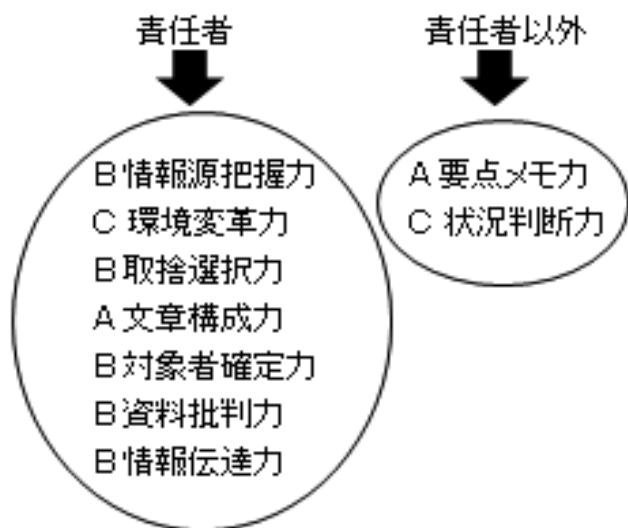 責任者
責任者以外
B 情報源把握力
C 環境変革力
B 取捨選択力
A 文章構成力
B 対象者確定力
B 資料批判力
B 情報伝達力
A 要点メモ力
C 状況判断力